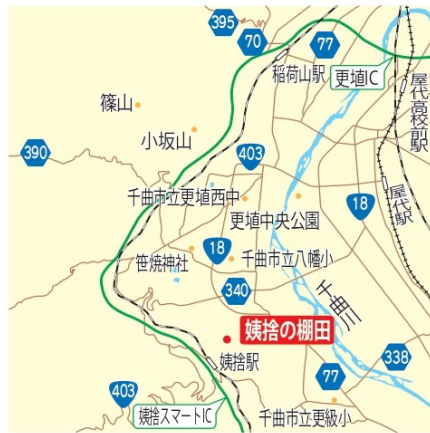 395
70
77
稲荷山駅
更埴IC
屋代高校前駅
篠山
小坂山
390
403
千曲市立更埴西中
更埴中央公園
18
屋代駅
笹焼神社
18
千曲市立八幡小
340
千曲川
姨捨の棚田
姨捨駅
338
77
403
姨捨スマートIC
千曲市立更級小